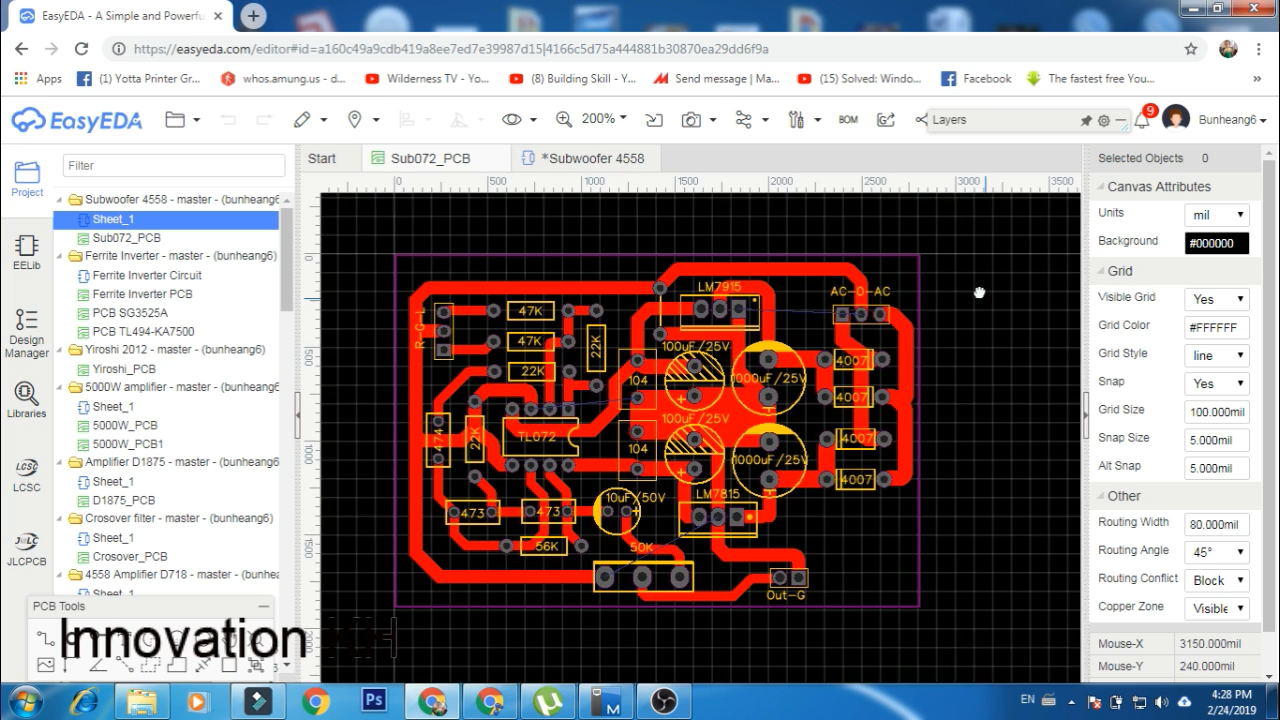 EasyEDA - A Simple and Powerfu
https://easyeda.com/editor#id=a160c49a9cdb419a8ee7ed7e39987d15|4166c5d75a444881b30870ea29dd6f9a
Apps (1) Yotta Printer Gr... whos.amung.us - d... Wilderness TV - Yo... (8) Building Skill - Y... Send message | Ma... (15) Solved: Windo... Facebook The fastest free You... »
EasyEDA 200% BOM Layers 9 Bunheang6
Project
EELib
Design Manager
Libraries
LCSC
JLCPCB
Filter
Subwoofer 4558 - master - (bunheang6
Sheet_1
Sub072_PCB
Ferrite Inverter - master - (bunheang6)
Ferrite Inverter Circuit
Ferrite Inverter PCB
PCB SG3525A
PCB TL494-KA7500
Yiroshi 2012 - master - (bunheang6)
Yiroshi_PCB
Sheet_1
5000W_PCB
5000W_PCB1
Amplifier D1875 - master - (bunheang6
Sheet_1
D1875_PCB
Crosover filter - master - (bunheang6
Sheet_1
Crosover_PCB
4558 Amplifier D718 - master - (bunhea
PCB Tools
Innovation
Start Sub072_PCB *Subwoofer 4558
0 500 1000 1500 2000 2500 3000 3500
0
500
1000
1500
2000
LM7915
AC-0-AC
R-G-L
47K
47K
22K
22K
100uF/25V
4007
104
1000uF/25V
4007
100uF/25V
474
22K
TL072
104
4007
1000uF/25V
4007
LM7815
473
473
10uF/50V
56K
50K
Out-G
Selected Objects 0
Canvas Attributes
Units mil
Background #000000
Grid
Visible Grid Yes
Grid Color #FFFFFF
Grid Style line
Snap Yes
Grid Size 100.000mil
Snap Size 5.000mil
Alt Snap 5.000mil
Other
Routing Width 80.000mil
Routing Angle 45°
Routing Conflict Block
Copper Zone Visible
Mouse-X 3150.000mil
Mouse-Y 240.000mil
Ps M EN 4:28 PM
2/24/2019